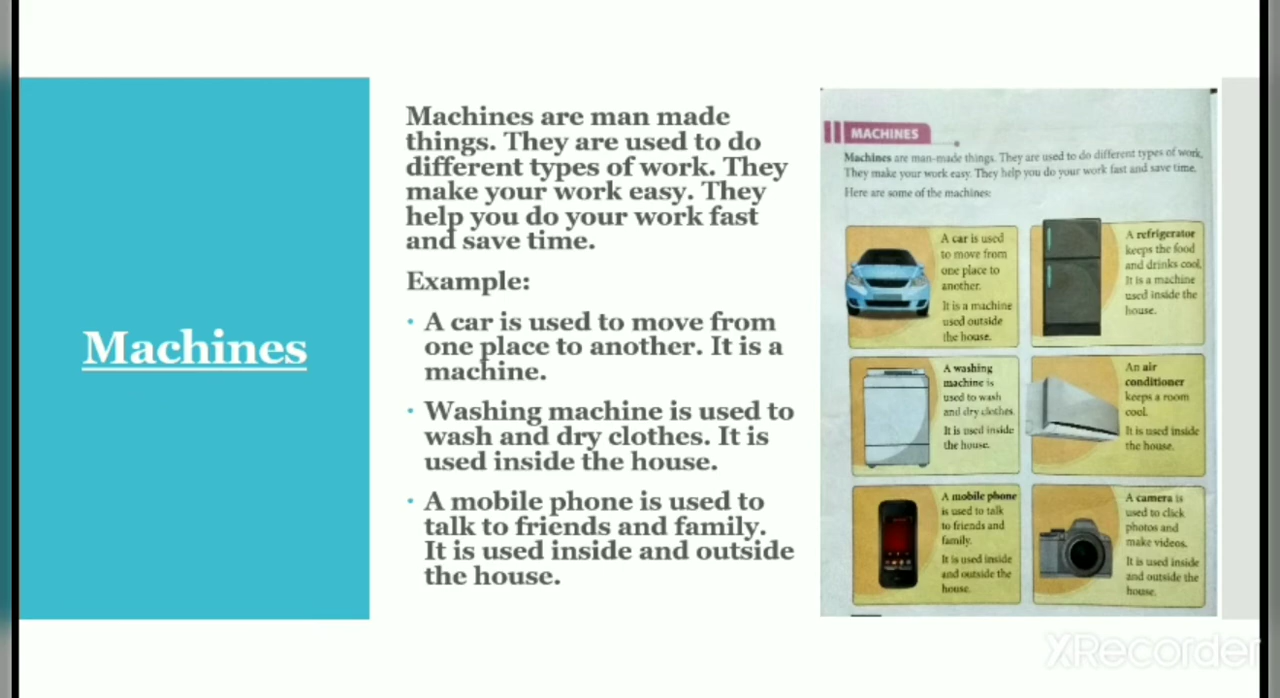 Machines
Machines are man made
things. They are used to do
different types of work. They
make your work easy. They
help you do your work fast
and save time.
Example:
• A car is used to move from
one place to another. It is a
machine.
• Washing machine is used to
wash and dry clothes. It is
used inside the house.
• A mobile phone is used to
talk to friends and family.
It is used inside and outside
the house.
MACHINES
Machines are man-made things. They are used to do different types of work.
They make your work easy. They help you do your work fast and save time.
Here are some of the machines:
A car is used
to move from
one place to
another.
It is a machine
used outside
the house.
A refrigerator
keeps the food
and drinks cool.
It is a machine
used inside the
house.
A washing
machine is
used to wash
and dry clothes.
It is used inside
the house.
An air
conditioner
keeps a room
cool.
It is used inside
the house.
A mobile phone
is used to talk
to friends and
family.
It is used inside
and outside the
house.
A camera is
used to click
photos and
make videos.
It is used inside
and outside the
house.
XRecorder